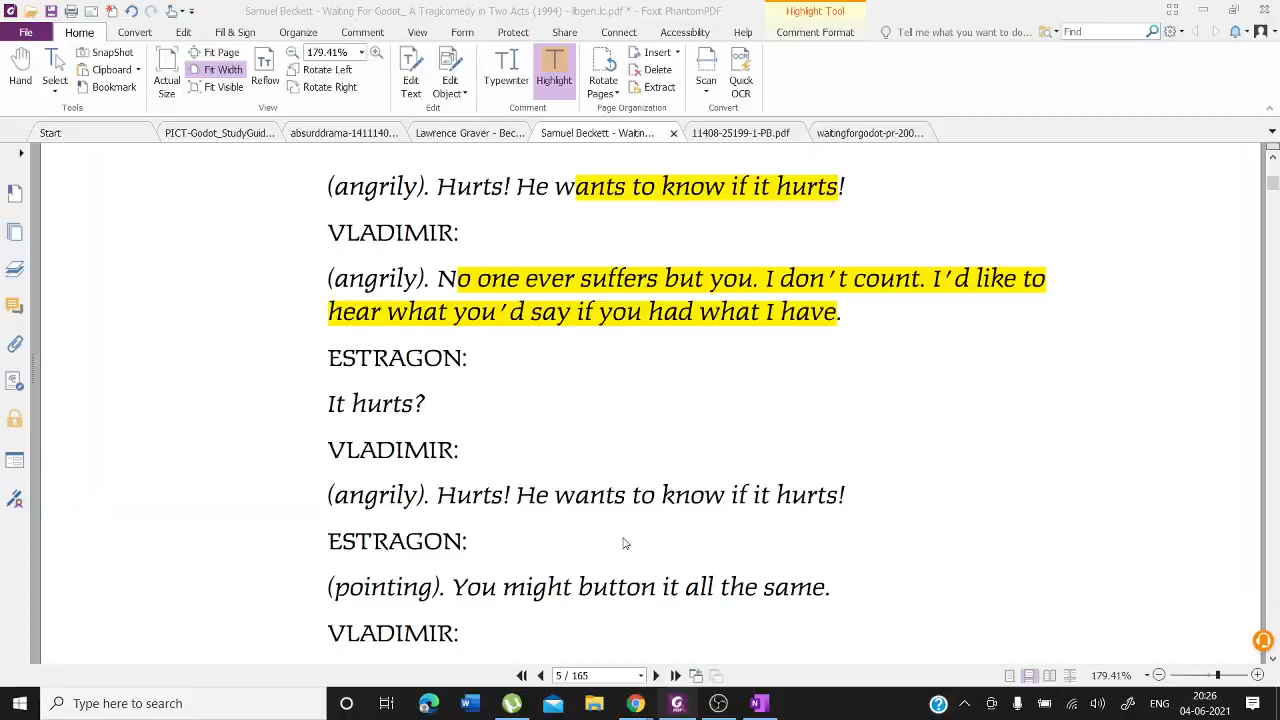 Samuel Beckett - Waitng For Godot_ A Tragicomedy in Two Acts (1994) - libgen.lc.pdf * - Foxit PhantomPDF
Highlight Tool
File Home Convert Edit Fill & Sign Organize Comment View Form Protect Share Connect Accessibility Help Comment Format Tell me what you want to do... Find
SnapShot Fit Page 179.41% Insert
Clipboard Fit Width Rotate Left Delete
Bookmark Fit Visible Rotate Right Extract
Hand Select Actual Size Reflow Edit Text Edit Object Typewriter Highlight Rotate Pages Scan Quick OCR
Tools View Edit Comment Page Organization Convert
Start PICT-Godot_StudyGuid... absurddrama-1411140... Lawrence Graver - Bec... Samuel Beckett - Waitin... 11408-25199-1-PB.pdf waitingforgodot-pr-200...
(angrily). Hurts! He wants to know if it hurts!
VLADIMIR:
(angrily). No one ever suffers but you. I don't count. I'd like to
hear what you'd say if you had what I have.
ESTRAGON:
It hurts?
VLADIMIR:
(angrily). Hurts! He wants to know if it hurts!
ESTRAGON:
(pointing). You might button it all the same.
VLADIMIR:
5 / 165 179.41%
Type here to search ENG 20:26
04-06-2021